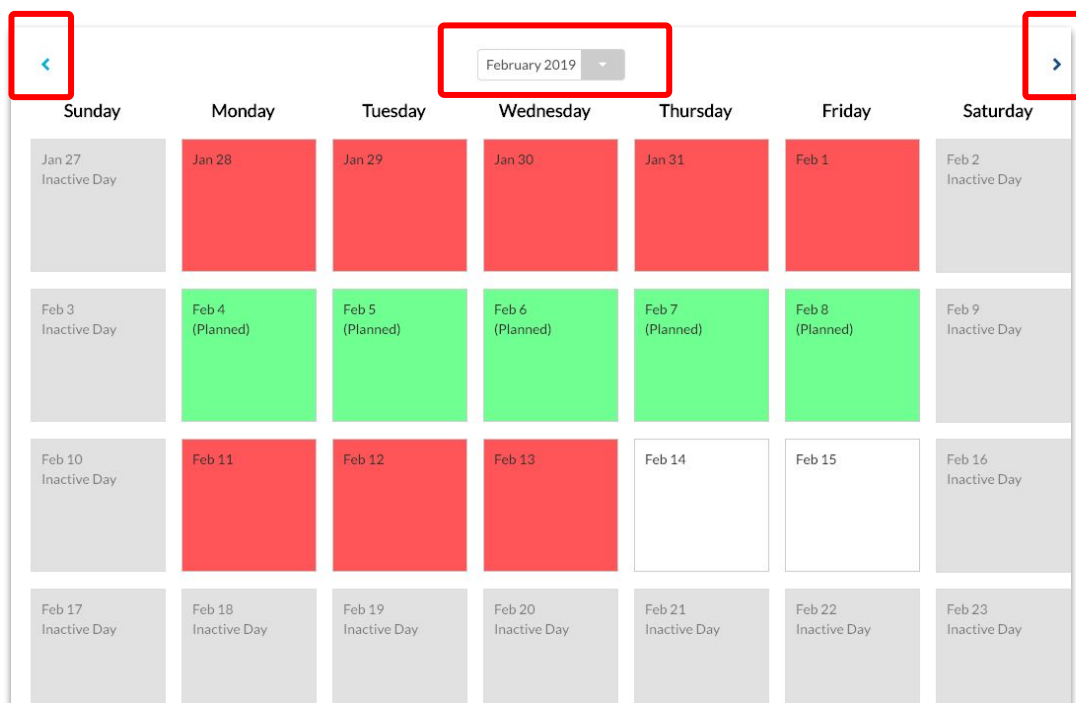 February 2019
Sunday Monday Tuesday Wednesday Thursday Friday Saturday
Jan 27 Jan 28 Jan 29 Jan 30 Jan 31 Feb 1 Feb 2
Inactive Day Inactive Day
Feb 3 Feb 4 Feb 5 Feb 6 Feb 7 Feb 8 Feb 9
Inactive Day (Planned) (Planned) (Planned) (Planned) (Planned) Inactive Day
Feb 10 Feb 11 Feb 12 Feb 13 Feb 14 Feb 15 Feb 16
Inactive Day Inactive Day
Feb 17 Feb 18 Feb 19 Feb 20 Feb 21 Feb 22 Feb 23
Inactive Day Inactive Day Inactive Day Inactive Day Inactive Day Inactive Day Inactive Day